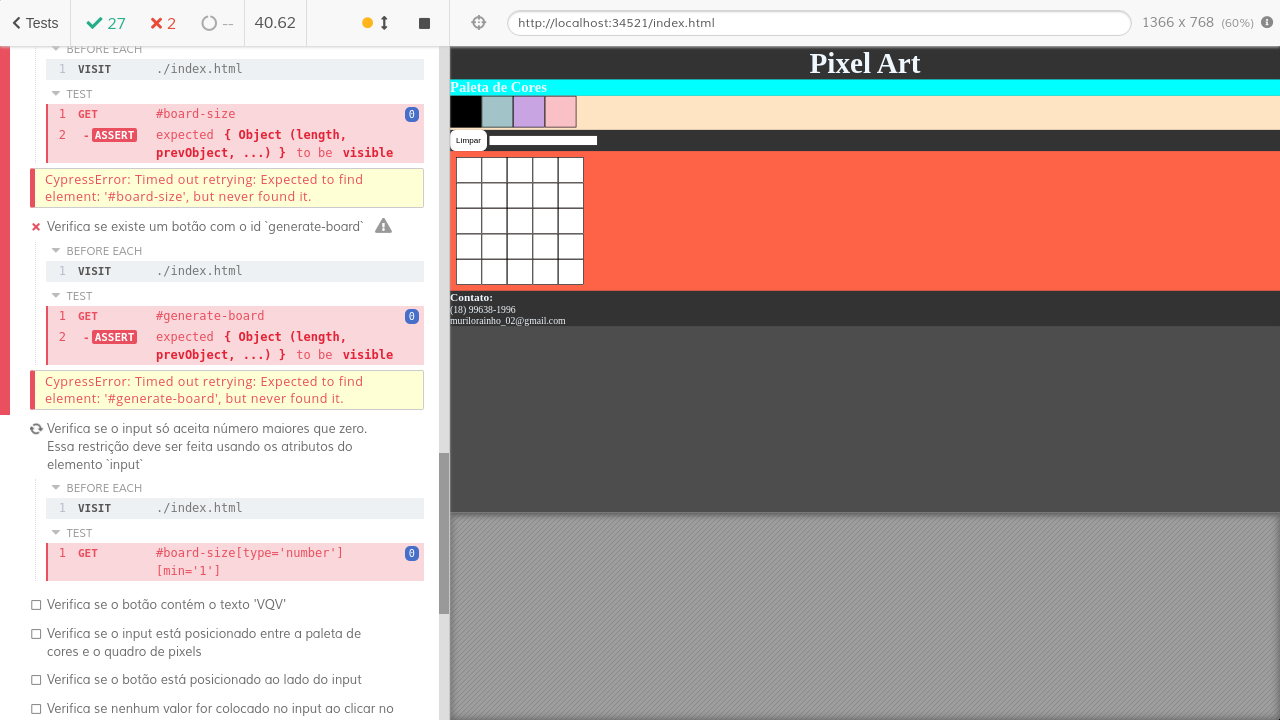 Tests
27
2
--
40.62
http://localhost:34521/index.html
1366 x 768 (60%)
BEFORE EACH
1 VISIT ./index.html
TEST
1 GET #board-size 0
2 -ASSERT expected { Object (length,
prevObject, ...) } to be visible
CypressError: Timed out retrying: Expected to find
element: '#board-size', but never found it.
Verifica se existe um botão com o id `generate-board`
BEFORE EACH
1 VISIT ./index.html
TEST
1 GET #generate-board 0
2 -ASSERT expected { Object (length,
prevObject, ...) } to be visible
CypressError: Timed out retrying: Expected to find
element: '#generate-board', but never found it.
Verifica se o input só aceita número maiores que zero.
Essa restrição deve ser feita usando os atributos do
elemento `input`
BEFORE EACH
1 VISIT ./index.html
TEST
1 GET #board-size[type='number'] 0
[min='1']
Verifica se o botão contém o texto 'VQV'
Verifica se o input está posicionado entre a paleta de
cores e o quadro de pixels
Verifica se o botão está posicionado ao lado do input
Verifica se nenhum valor for colocado no input ao clicar no
Pixel Art
Paleta de Cores
Limpar
Contato:
(18) 99638-1996
murilorainho_02@gmail.com